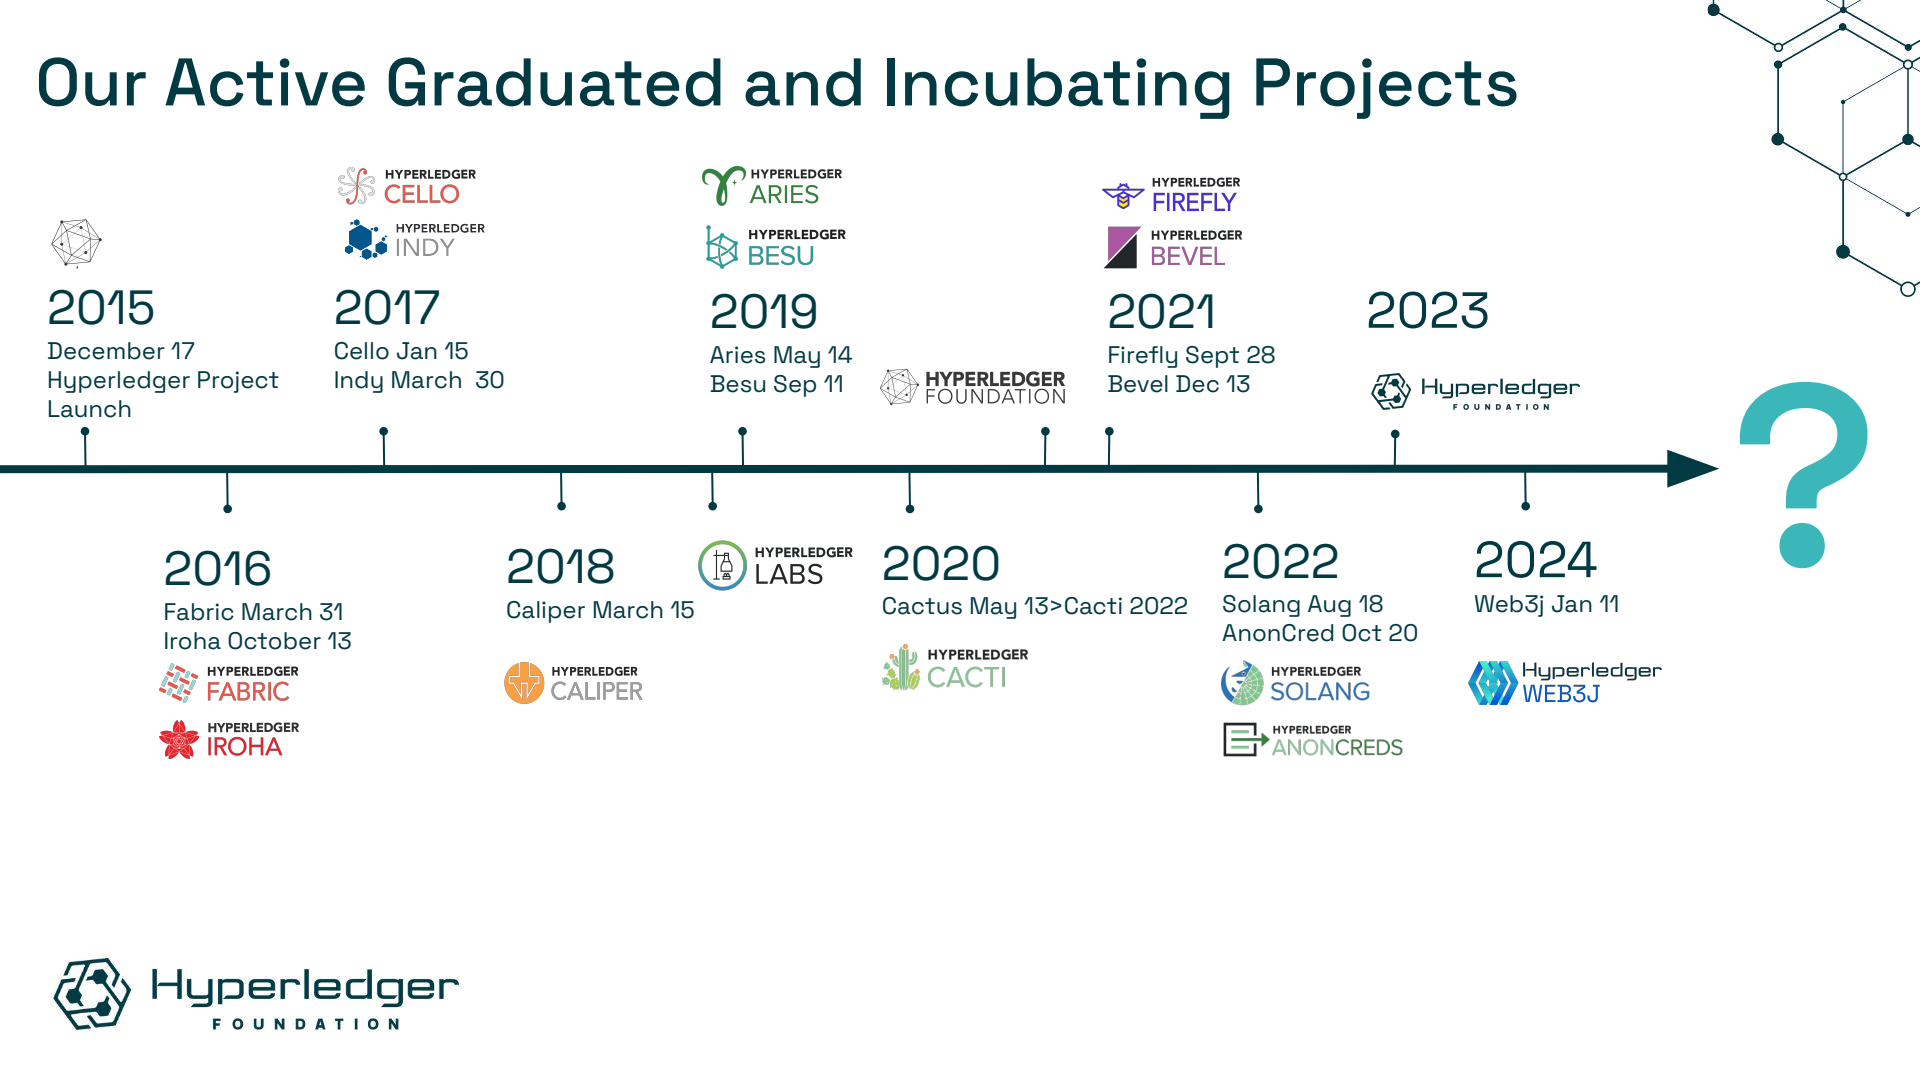 Our Active Graduated and Incubating Projects
2015
December 17
Hyperledger Project
Launch
2016
Fabric March 31
Iroha October 13
HYPERLEDGER
FABRIC
HYPERLEDGER
IROHA
HYPERLEDGER
CELLO
HYPERLEDGER
INDY
2017
Cello Jan 15
Indy March  30
2018
Caliper March 15
HYPERLEDGER
CALIPER
HYPERLEDGER
LABS
HYPERLEDGER
ARIES
HYPERLEDGER
BESU
2019
Aries May 14
Besu Sep 11
2020
Cactus May 13>Cacti 2022
HYPERLEDGER
CACTI
HYPERLEDGER
FOUNDATION
HYPERLEDGER
FIREFLY
HYPERLEDGER
BEVEL
2021
Firefly Sept 28
Bevel Dec 13
2022
Solang Aug 18
AnonCred Oct 20
HYPERLEDGER
SOLANG
HYPERLEDGER
ANONCREDS
2023
Hyperledger
FOUNDATION
2024
Web3j Jan 11
Hyperledger
WEB3J
?
Hyperledger
FOUNDATION